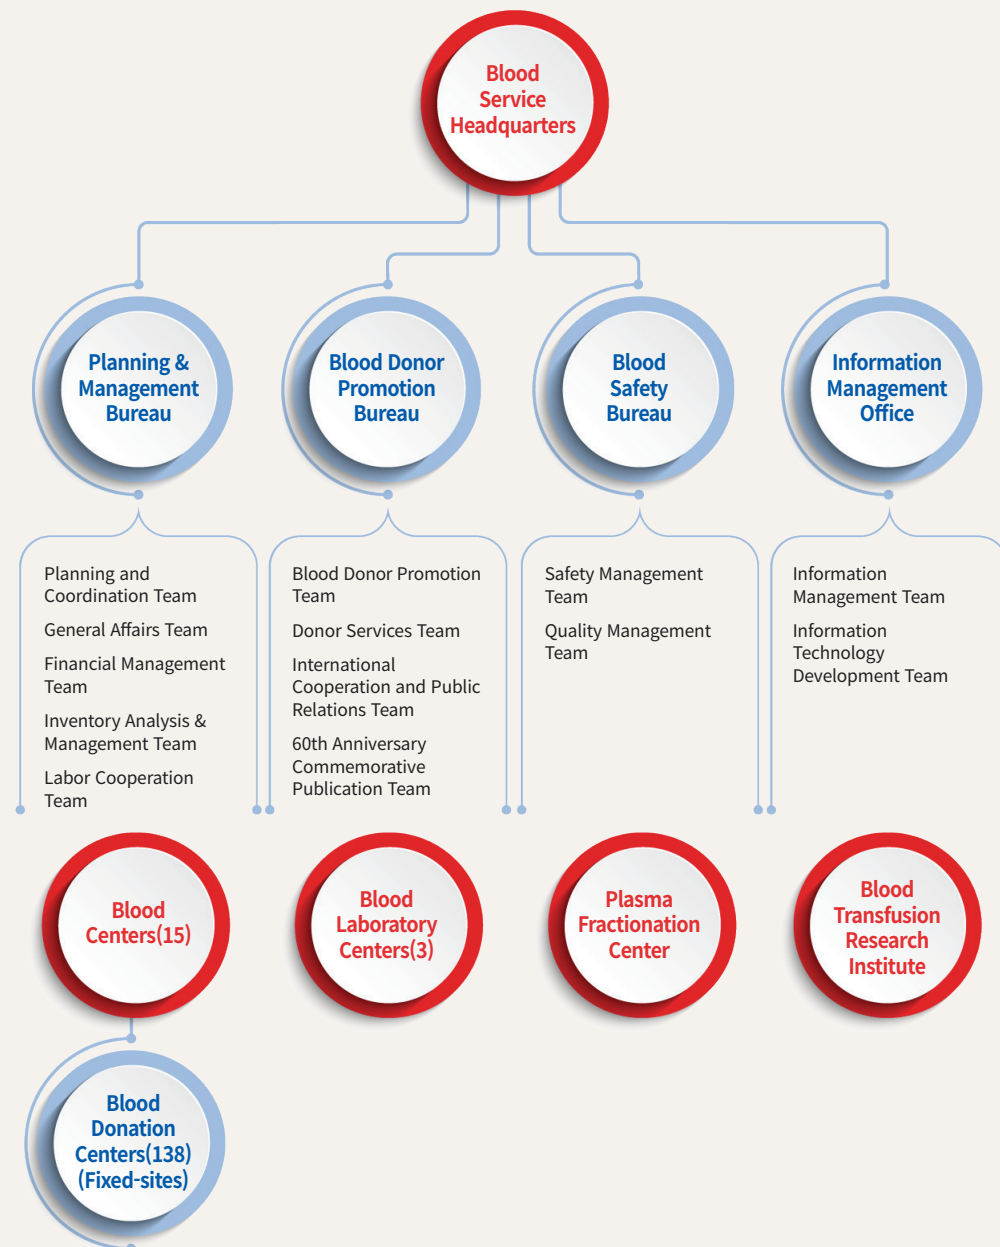 Blood
Service
Headquarters
Planning &
Management
Bureau
Blood Donor
Promotion
Bureau
Blood
Safety
Bureau
Information
Management
Office
Planning and
Coordination Team
General Affairs Team
Financial Management
Team
Inventory Analysis &
Management Team
Labor Cooperation
Team
Blood Donor Promotion
Team
Donor Services Team
International
Cooperation and Public
Relations Team
60th Anniversary
Commemorative
Publication Team
Safety Management
Team
Quality Management
Team
Information
Management Team
Information
Technology
Development Team
Blood
Centers(15)
Blood
Laboratory
Centers(3)
Plasma
Fractionation
Center
Blood
Transfusion
Research
Institute
Blood
Donation
Centers(138)
(Fixed-sites)